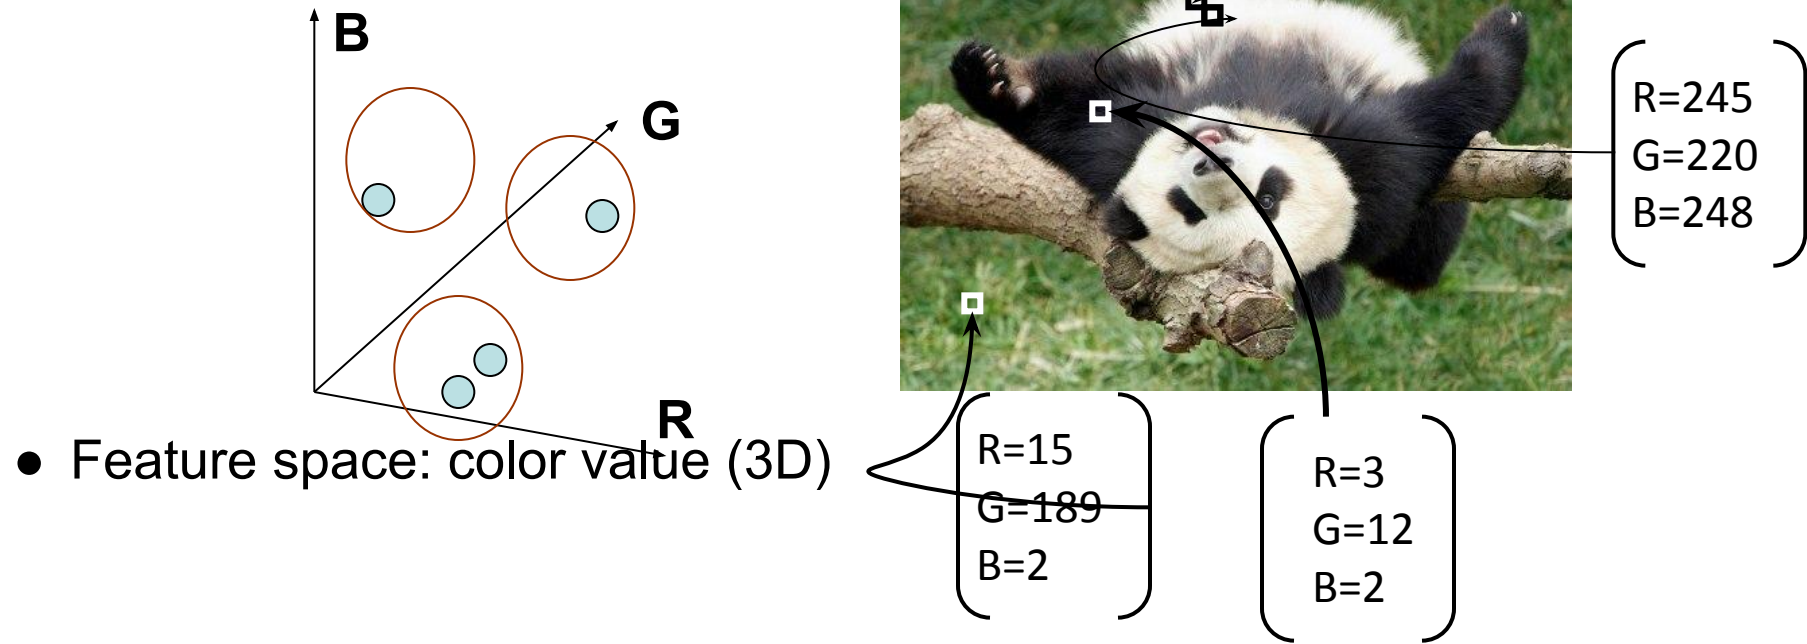 B
G
R
● Feature space: color value (3D)
R=245
G=220
B=248
R=15
G=189
B=2
R=3
G=12
B=2